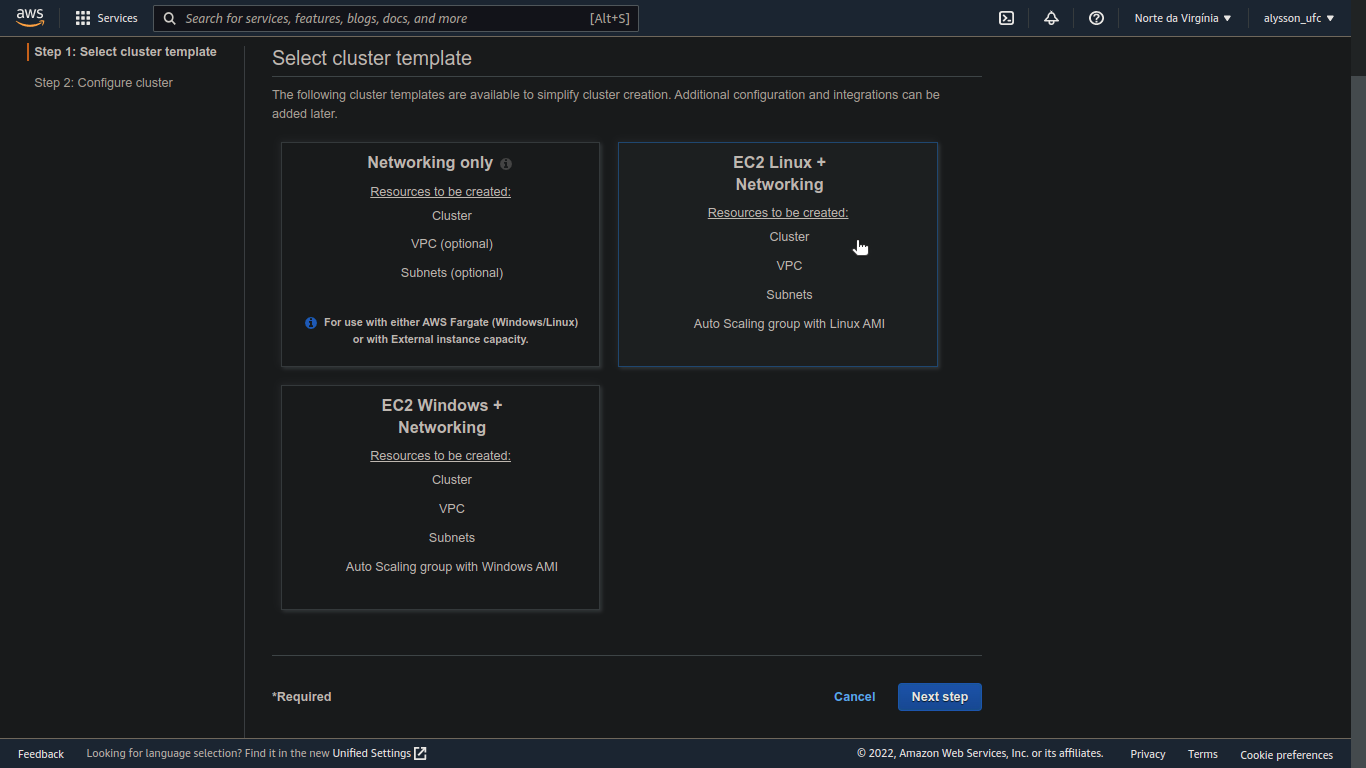 aws
Services
Search for services, features, blogs, docs, and more [Alt+S]
Norte da Virgínia
alysson_ufc
Step 1: Select cluster template
Step 2: Configure cluster
Select cluster template
The following cluster templates are available to simplify cluster creation. Additional configuration and integrations can be
added later.
Networking only
Resources to be created:
Cluster
VPC (optional)
Subnets (optional)
For use with either AWS Fargate (Windows/Linux)
or with External instance capacity.
EC2 Linux +
Networking
Resources to be created:
Cluster
VPC
Subnets
Auto Scaling group with Linux AMI
EC2 Windows +
Networking
Resources to be created:
Cluster
VPC
Subnets
Auto Scaling group with Windows AMI
*Required
Cancel
Next step
Feedback
Looking for language selection? Find it in the new Unified Settings
© 2022, Amazon Web Services, Inc. or its affiliates.
Privacy
Terms
Cookie preferences